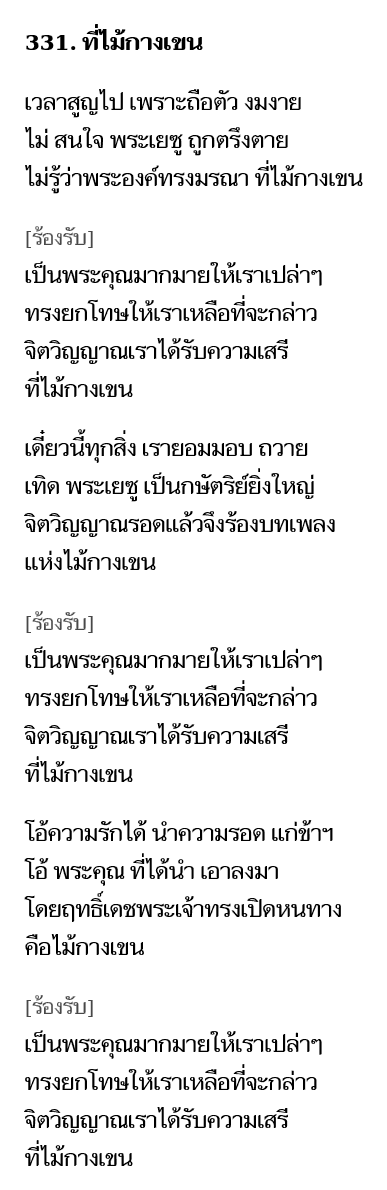 331. ที่ไม้กางเขน
เวลาสูญไป เพราะถือตัว งมงาย
ไม่ สนใจ พระเยซู ถูกตรึงตาย
ไม่รู้ว่าพระองค์ทรงมรณา ที่ไม้กางเขน
[ร้องรับ]
เป็นพระคุณมากมายให้เราเปล่าๆ
ทรงยกโทษให้เราเหลือที่จะกล่าว
จิตวิญญาณเราได้รับความเสรี
ที่ไม้กางเขน
เดี๋ยวนี้ทุกสิ่ง เรายอมมอบ ถวาย
เทิด พระเยซู เป็นกษัตริย์ยิ่งใหญ่
จิตวิญญาณรอดแล้วจึงร้องบทเพลง
แห่งไม้กางเขน
[ร้องรับ]
เป็นพระคุณมากมายให้เราเปล่าๆ
ทรงยกโทษให้เราเหลือที่จะกล่าว
จิตวิญญาณเราได้รับความเสรี
ที่ไม้กางเขน
โอ้ความรักได้ นำความรอด แก่ข้าฯ
โอ้ พระคุณ ที่ได้นำ เอาลงมา
โดยฤทธิ์เดชพระเจ้าทรงเปิดหนทาง
คือไม้กางเขน
[ร้องรับ]
เป็นพระคุณมากมายให้เราเปล่าๆ
ทรงยกโทษให้เราเหลือที่จะกล่าว
จิตวิญญาณเราได้รับความเสรี
ที่ไม้กางเขน